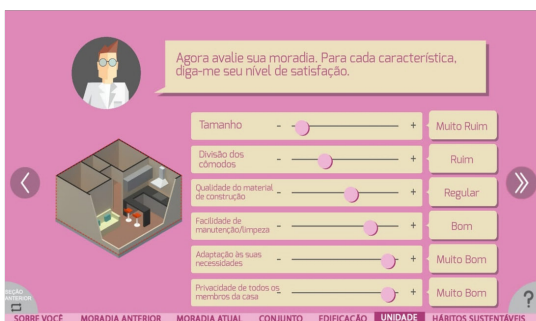 Agora avalie sua moradia. Para cada característica,
diga-me seu nível de satisfação.
Tamanho - + Muito Ruim
Divisão dos
cômodos - + Ruim
Qualidade do material
de construção - + Regular
Facilidade de
manutenção/limpeza - + Bom
Adaptação às suas
necessidades - + Muito Bom
Privacidade de todos os
membros da casa - + Muito Bom
SEÇÃO
ANTERIOR
?
SOBRE VOCÊ MORADIA ANTERIOR MORADIA ATUAL CONJUNTO EDIFICAÇÃO UNIDADE HÁBITOS SUSTENTÁVEIS